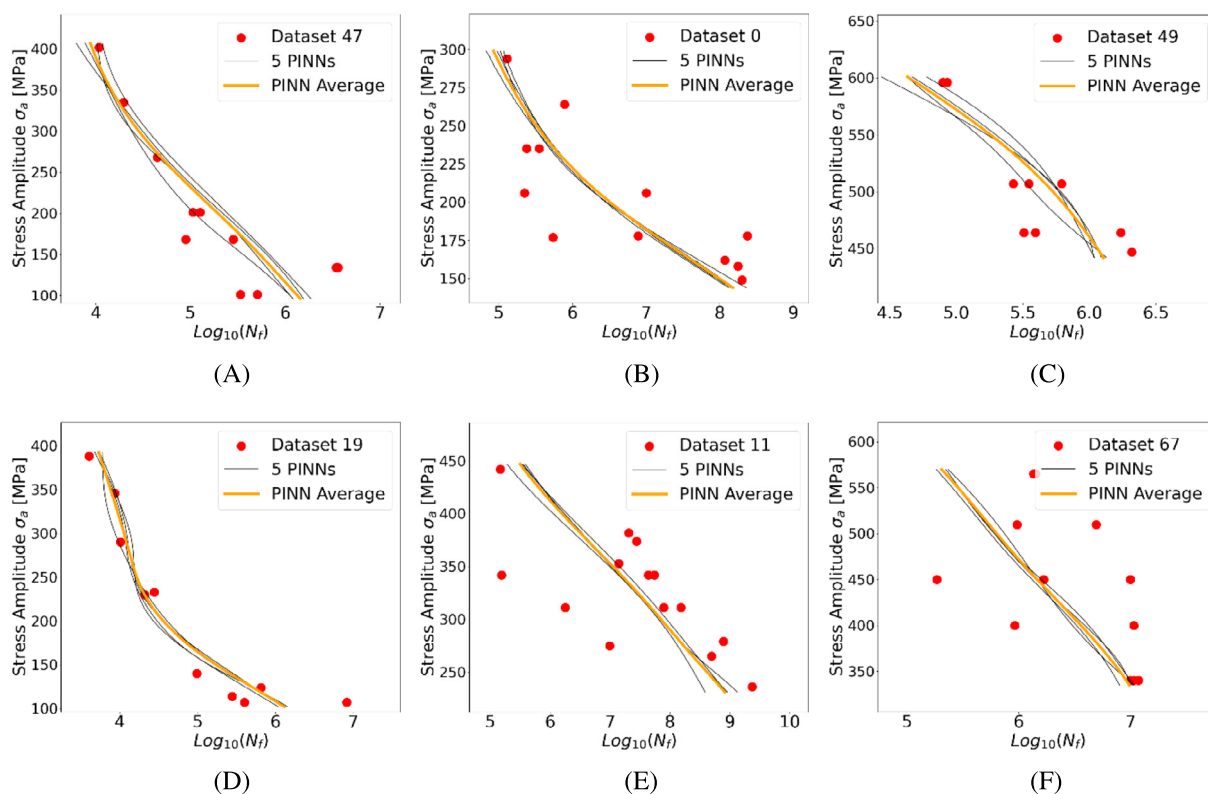 Dataset 47
5 PINNs
PINN Average
Stress Amplitude σa [MPa]
400
350
300
250
200
150
100
4 5 6 7
Log10(Nf)
(A)
Dataset 0
5 PINNs
PINN Average
Stress Amplitude σa [MPa]
300
275
250
225
200
175
150
4 5 6 7 8 9
Log10(Nf)
(B)
Dataset 49
5 PINNs
PINN Average
Stress Amplitude σa [MPa]
650
600
550
500
450
4.5 5.0 5.5 6.0 6.5
Log10(Nf)
(C)
Dataset 19
5 PINNs
PINN Average
Stress Amplitude σa [MPa]
400
350
300
250
200
150
100
4 5 6 7
Log10(Nf)
(D)
Dataset 11
5 PINNs
PINN Average
Stress Amplitude σa [MPa]
450
400
350
300
250
5 6 7 8 9 10
Log10(Nf)
(E)
Dataset 67
5 PINNs
PINN Average
Stress Amplitude σa [MPa]
600
550
500
450
400
350
5 6 7
Log10(Nf)
(F)